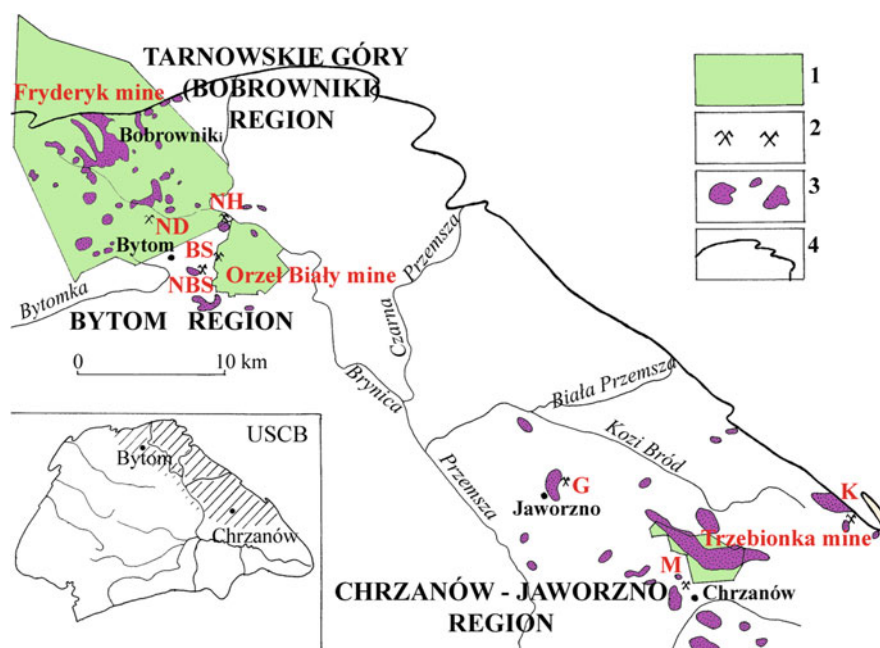 TARNOWSKIE GÓRY
(BOBROWNIKI)
REGION
Fryderyk mine
Bobrowniki
NH
ND
Bytom
BS
Orzeł Biały mine
NBS
Bytomka
BYTOM REGION
0 10 km
Czarna Przemsza
Brynica
Biała Przemsza
Kozi Bród
Przemsza
G
Jaworzno
K
Trzebionka mine
M
Chrzanów
CHRZANÓW - JAWORZNO
REGION
1
2
3
4
USCB
Bytom
Chrzanów